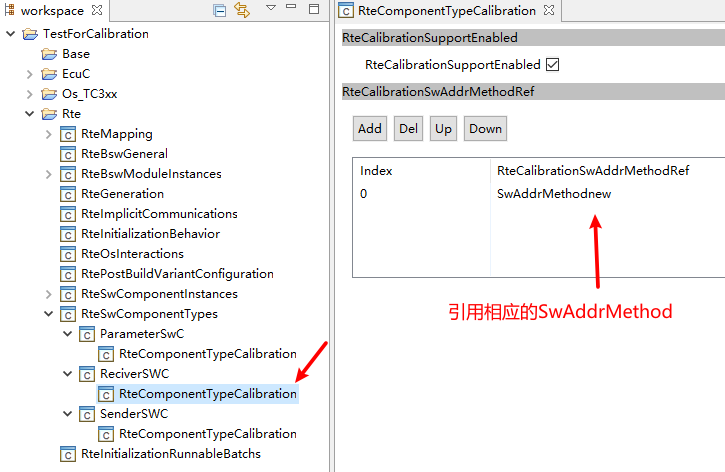 workspace
TestForCalibration
Base
EcuC
Os_TC3xx
Rte
RteMapping
RteBswGeneral
RteBswModuleInstances
RteGeneration
RteImplicitCommunications
RteInitializationBehavior
RteOsInteractions
RtePostBuildVariantConfiguration
RteSwComponentInstances
RteSwComponentTypes
ParameterSwC
RteComponentTypeCalibration
ReciverSWC
RteComponentTypeCalibration
SenderSWC
RteComponentTypeCalibration
RteInitializationRunnableBatchs
RteComponentTypeCalibration
RteCalibrationSupportEnabled
RteCalibrationSupportEnabled
RteCalibrationSwAddrMethodRef
Add Del Up Down
Index RteCalibrationSwAddrMethodRef
0 SwAddrMethodnew
引用相应的SwAddrMethod